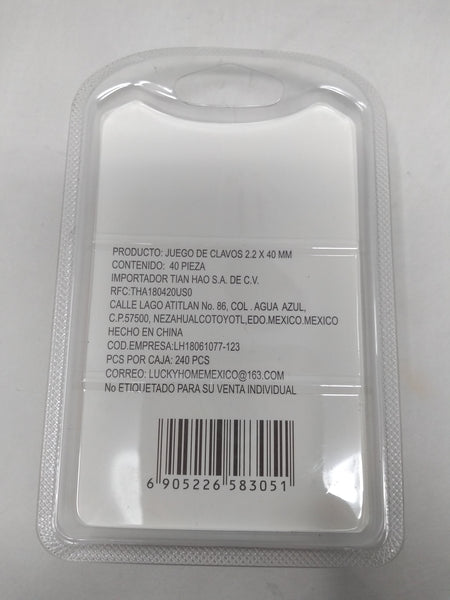 PRODUCTO: JUEGO DE CLAVOS 2.2 X 40 MM
CONTENIDO: 40 PIEZA
IMPORTADOR TIAN HAO S.A. DE C.V.
RFC:THA180420US0
CALLE LAGO ATITLAN No. 86, COL . AGUA AZUL,
C.P.57500, NEZAHUALCOTOYOTL,EDO.MEXICO.MEXICO
HECHO EN CHINA
COD.EMPRESA:LH18061077-123
PCS POR CAJA: 240 PCS
CORREO: LUCKYHOMEMEXICO@163.COM
No ETIQUETADO PARA SU VENTA INDIVIDUAL
6 905226 583051